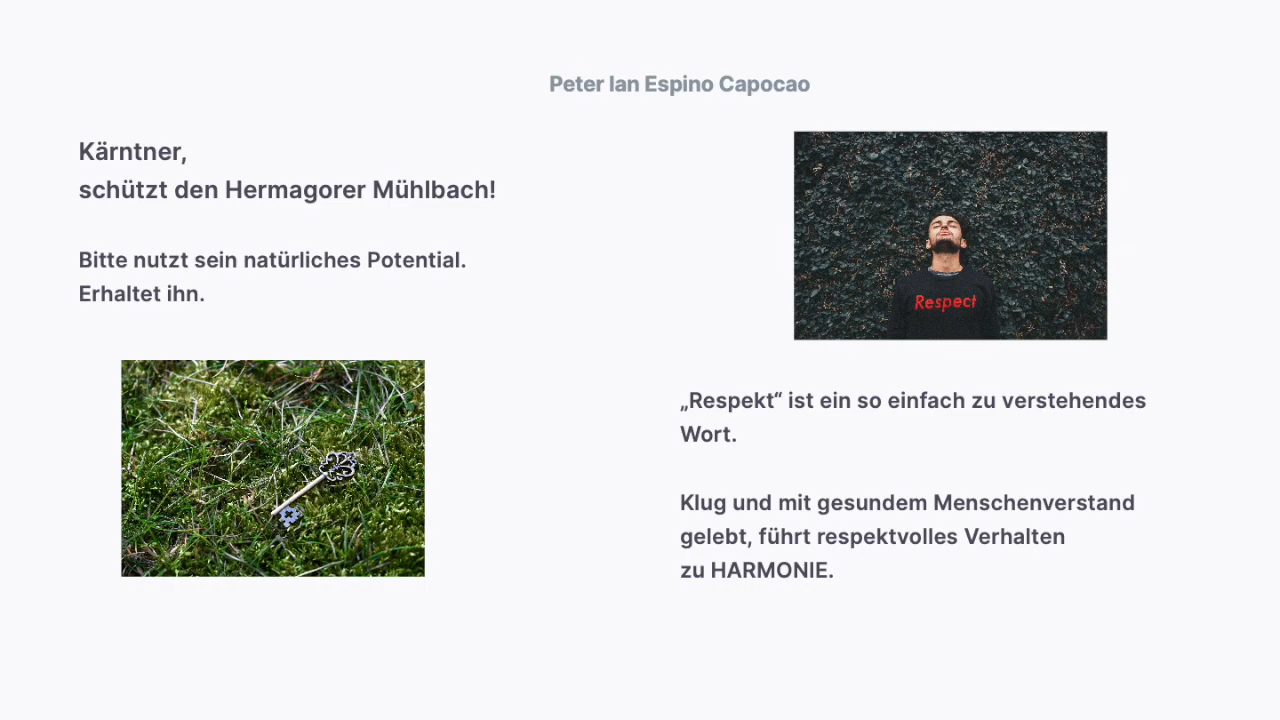 Peter Ian Espino Capocao
Kärntner,
schützt den Hermagorer Mühlbach!
Bitte nutzt sein natürliches Potential.
Erhaltet ihn.
Respect
„Respekt“ ist ein so einfach zu verstehendes
Wort.
Klug und mit gesundem Menschenverstand
gelebt, führt respektvolles Verhalten
zu HARMONIE.